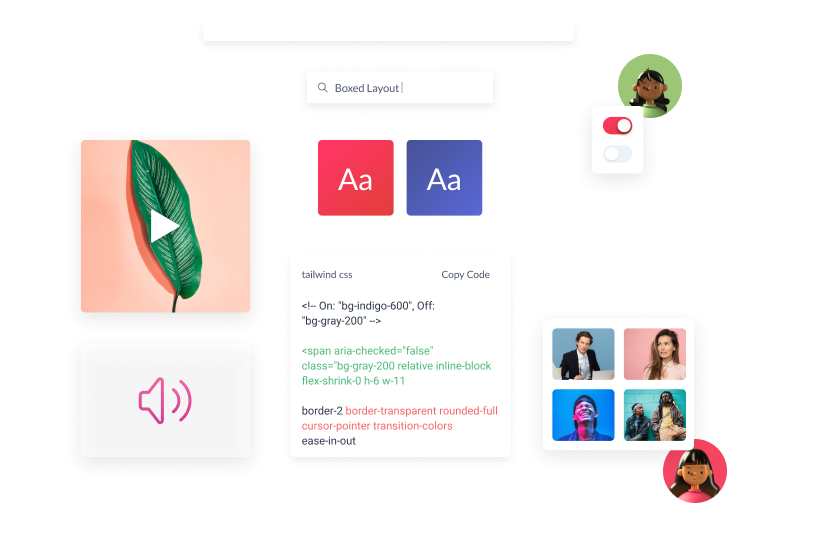 Boxed Layout
Aa
Aa
tailwind css
Copy Code
<!-- On: "bg-indigo-600", Off:
"bg-gray-200" -->
<span aria-checked="false"
class="bg-gray-200 relative inline-block
flex-shrink-0 h-6 w-11
border-2 border-transparent rounded-full
cursor-pointer transition-colors
ease-in-out